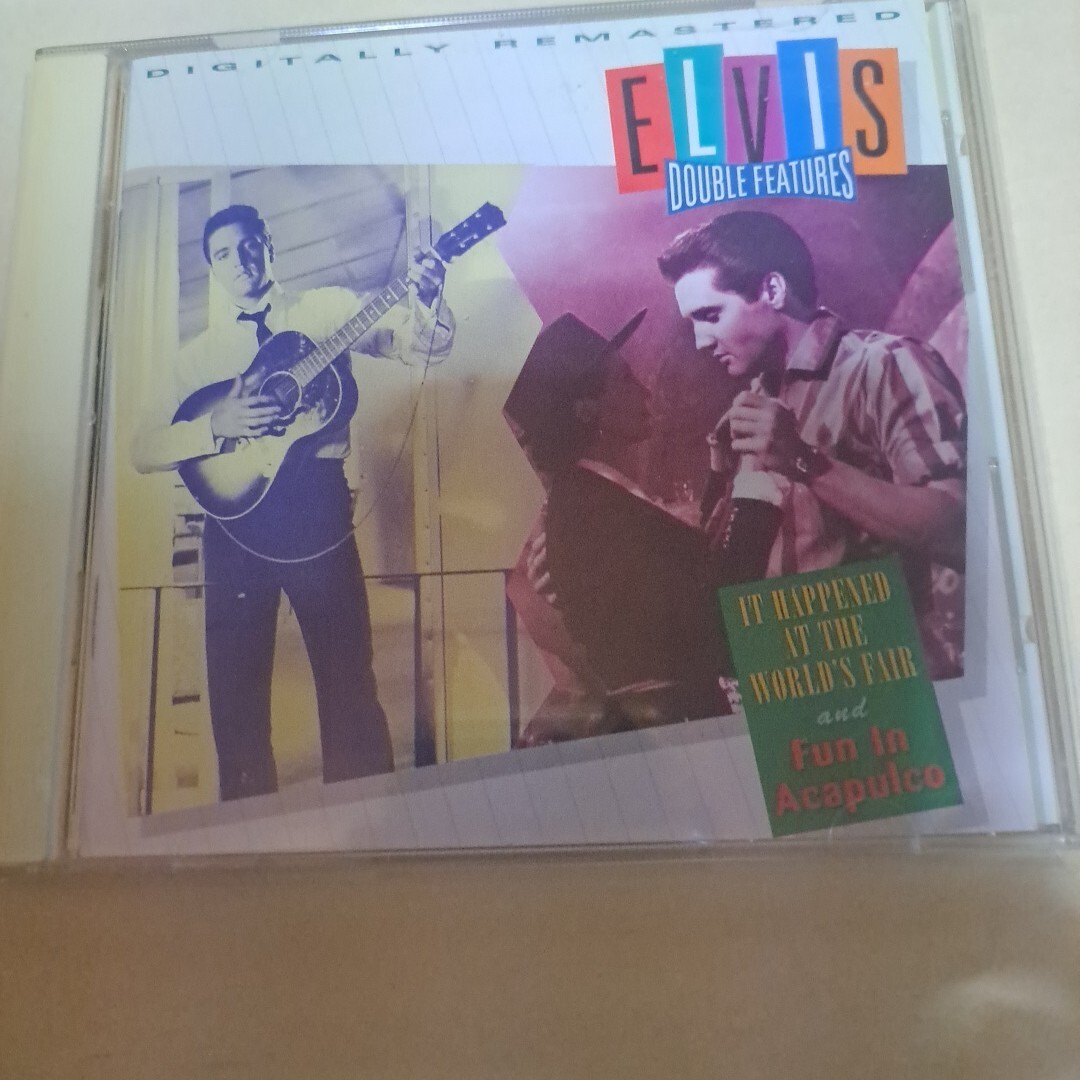 DIGITALLY REMASTERED
ELVIS
DOUBLE FEATURES
IT HAPPENED
AT THE
WORLD'S FAIR
and
Fun In
Acapulco